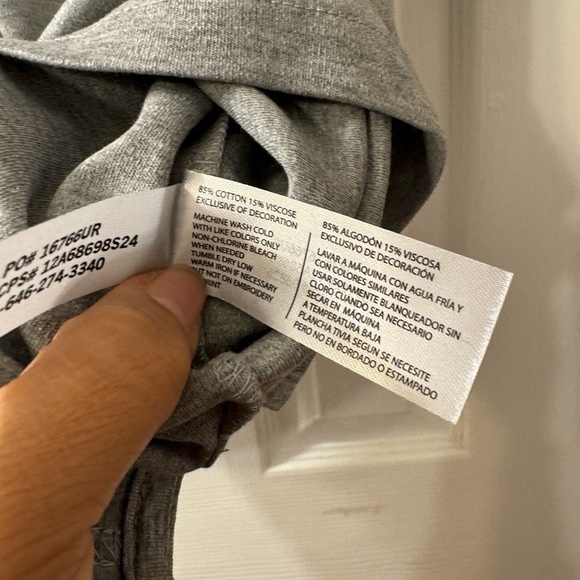 PO# 16766UR
CPS# 12A68698S24
-646-274-3340
85% COTTON 15% VISCOSE
EXCLUSIVE OF DECORATION
MACHINE WASH COLD
WITH LIKE COLORS ONLY
NON-CHLORINE BLEACH
WHEN NEEDED
TUMBLE DRY LOW
WARM IRON IF NECESSARY
BUT NOT ON EMBROIDERY
85% ALGODÓN 15% VISCOSA
EXCLUSIVO DE DECORACIÓN
LAVAR A MÁQUINA CON AGUA FRÍA Y
CON COLORES SIMILARES
USAR SOLAMENTE BLANQUEADOR SIN
CLORO CUANDO SEA NECESARIO
SECAR EN MÁQUINA
A TEMPERATURA BAJA
PLANCHA TIVIA SEGUN SE NECESITE
PERO NO EN BORDADO O ESTAMPADO